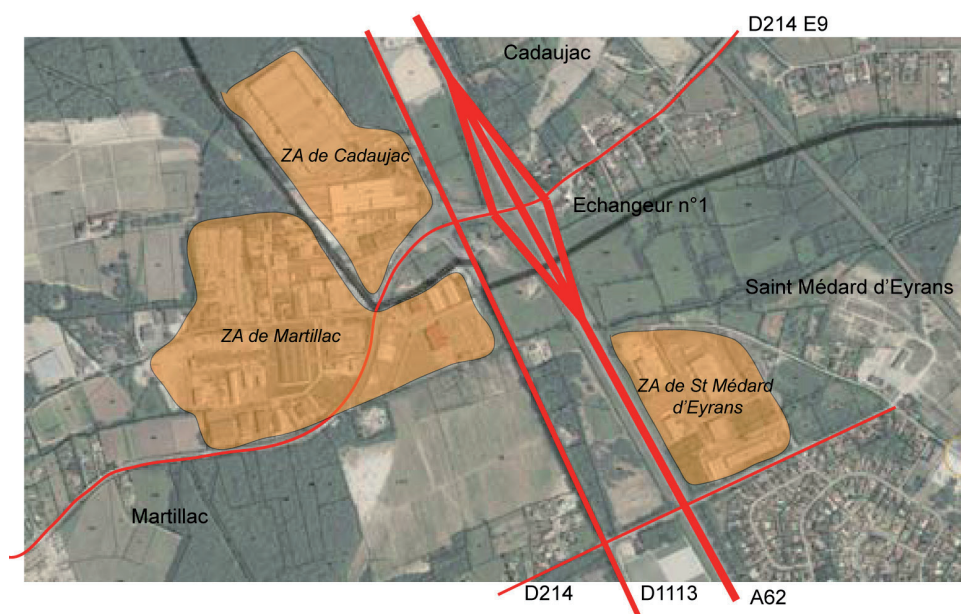 D214 E9
Cadaujac
ZA de Cadaujac
Echangeur n°1
Saint Médard d'Eyrans
ZA de Martillac
ZA de St Médard
d'Eyrans
Martillac
D214
D1113
A62